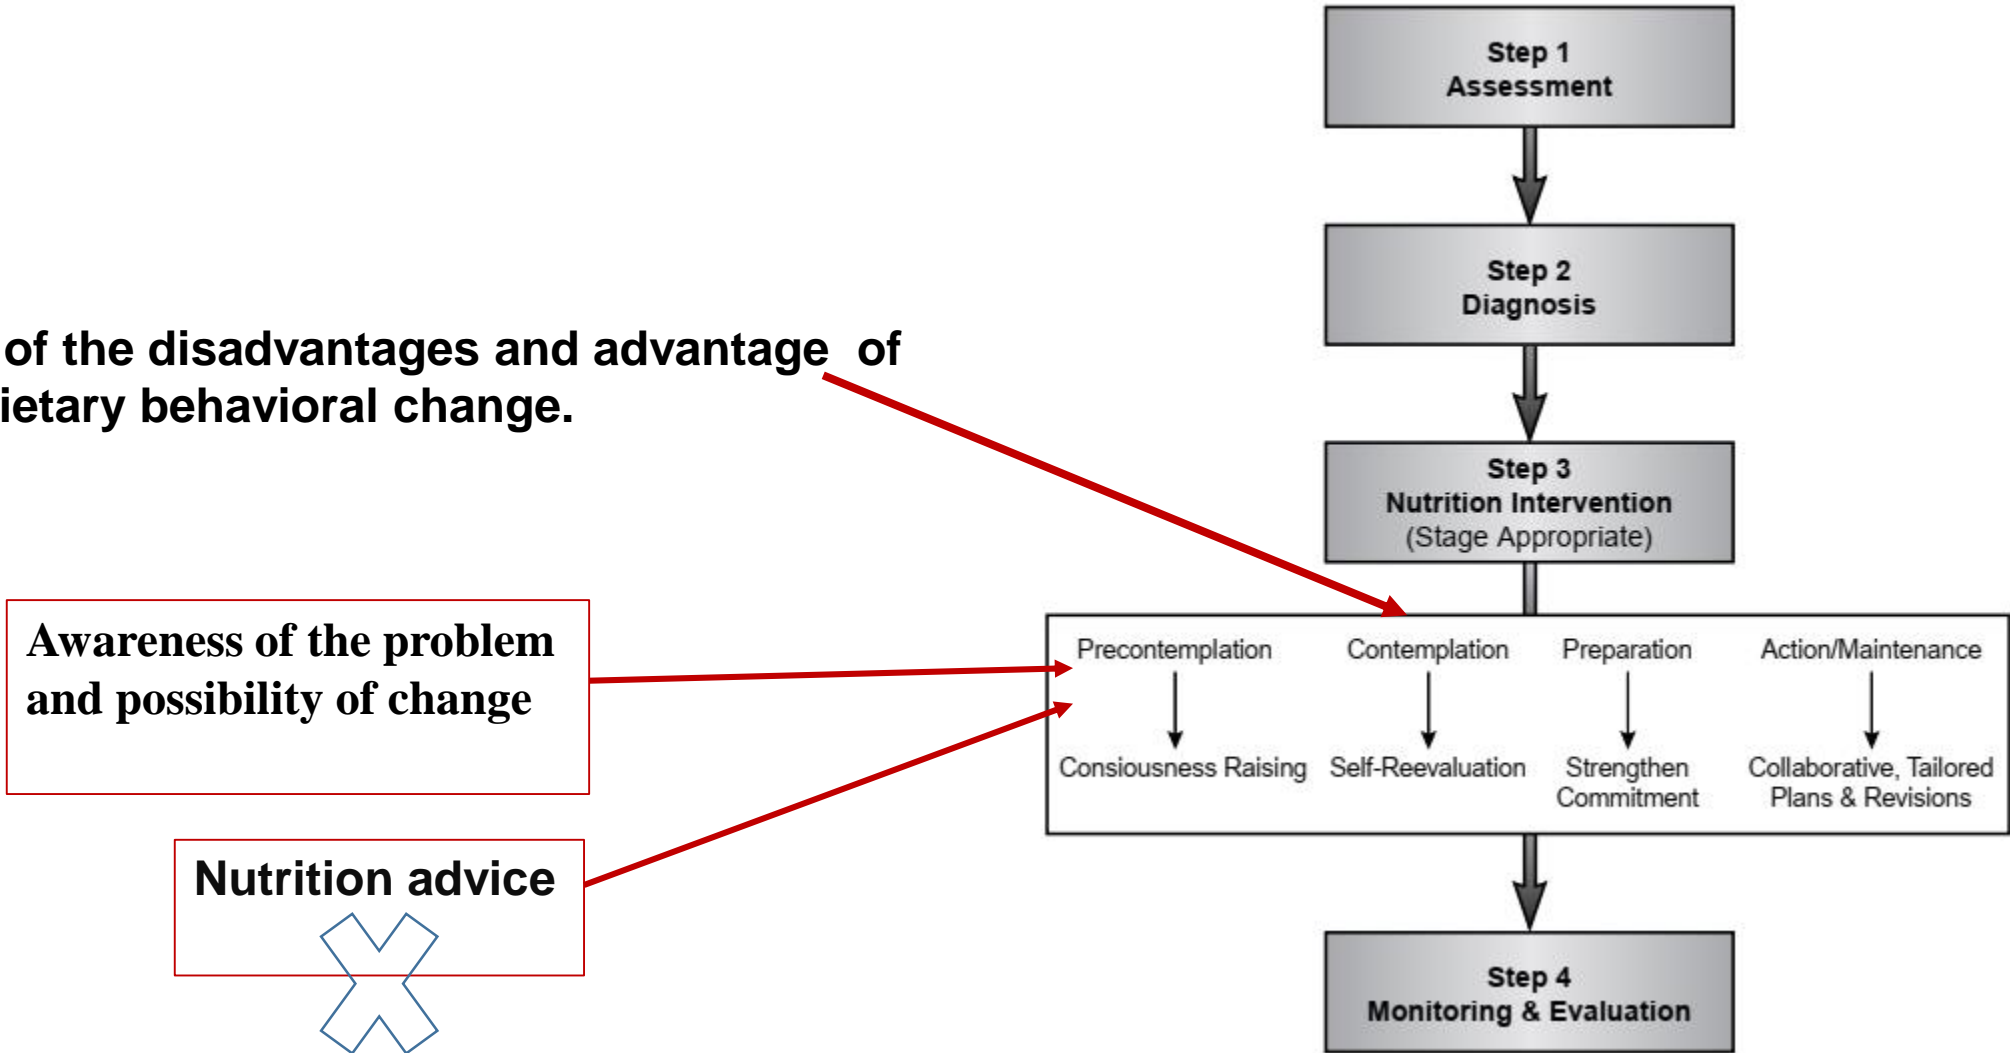 Step 1
Assessment
Step 2
Diagnosis
of the disadvantages and advantage of
ietary behavioral change.
Step 3
Nutrition Intervention
(Stage Appropriate)
Awareness of the problem
and possibility of change
Precontemplation
Contemplation
Preparation
Action/Maintenance
Consiousness Raising
Self-Reevaluation
Strengthen
Commitment
Collaborative, Tailored
Plans & Revisions
Nutrition advice
Step 4
Monitoring & Evaluation